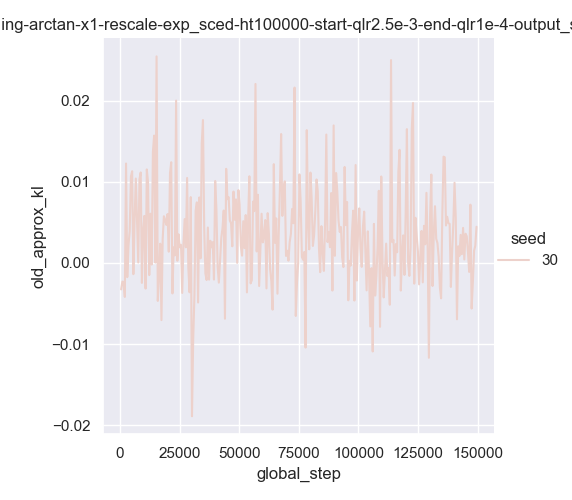 ing-arctan-x1-rescale-exp_sced-ht100000-start-qlr2.5e-3-end-qlr1e-4-output_s
0.02
0.01
0.00
−0.01
−0.02
old_approx_kl
0 25000 50000 75000 100000 125000 150000
global_step
seed
30